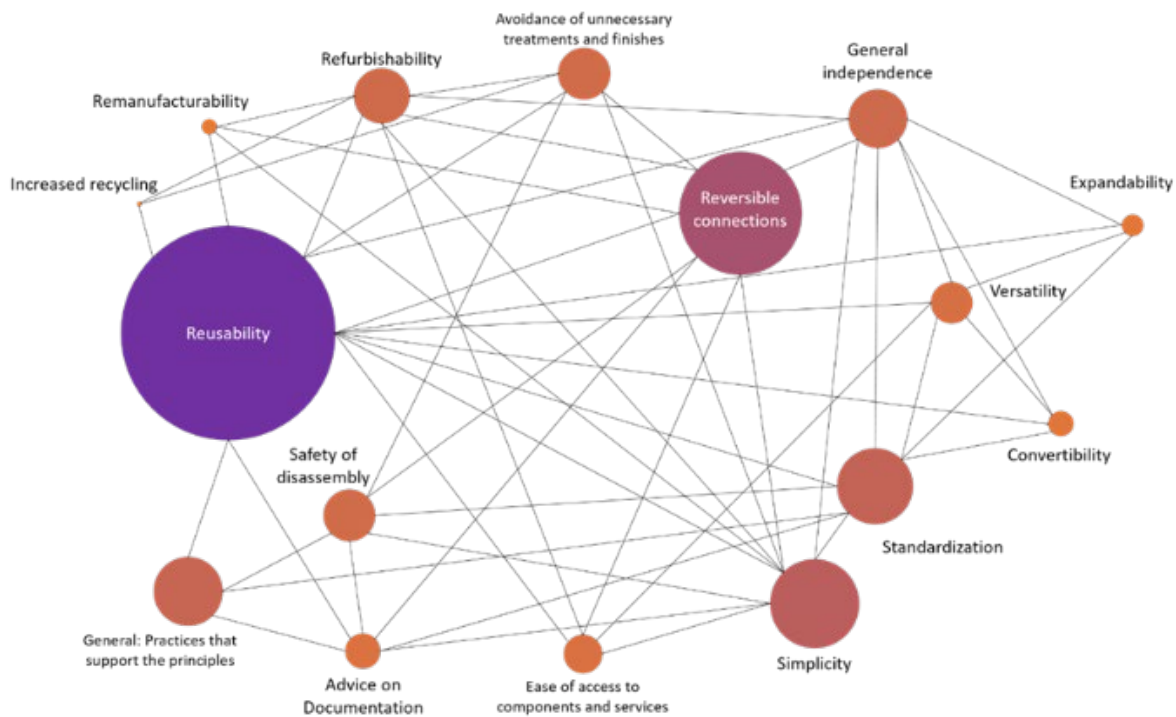 Avoidance of unnecessary
treatments and finishes
General
independence
Refurbishability
Remanufacturability
Increased recycling
Reversible
connections
Expandability
Versatility
Reusability
Convertibility
Safety of
disassembly
Standardization
General: Practices that
support the principles
Advice on
Documentation
Ease of access to
components and services
Simplicity